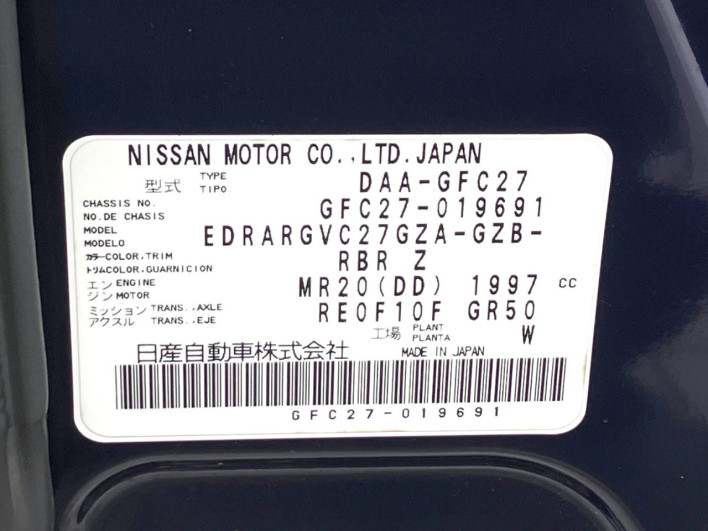 NISSAN MOTOR CO.,LTD.JAPAN
型式 TYPE TIPO DAA-GFC27
CHASSIS NO. NO.DE CHASIS GFC27-019691
MODEL MODELO EDRARGVC27GZA-GZB-
カラー COLOR,TRIM トリム COLOR,GUARNICION RBR Z
エンジン ENGINE MOTOR MR20(DD) 1997 CC
ミッション アクスル TRANS.,AXLE TRANS.,EJE RE0F10F GR50
工場 PLANT PLANTA W
日産自動車株式会社 MADE IN JAPAN
GFC27-019691